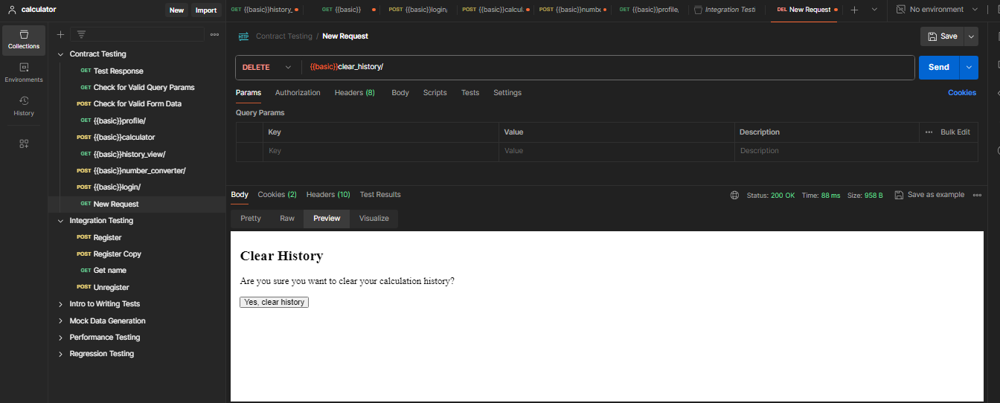 calculator
New Import
GET {{basic}}history_ GET {{basic}} POST {{basic}}login/ POST {{basic}}calcul. POST {{basic}}numbe GET {{basic}}profile, Integration Testi DEL New Request No environment
Collections
Environments
History
Contract Testing
GET Test Response
GET Check for Valid Query Params
POST Check for Valid Form Data
GET {{basic}}profile/
POST {{basic}}calculator
GET {{basic}}history_view/
POST {{basic}}number_converter/
POST {{basic}}login/
GET New Request
Integration Testing
POST Register
POST Register Copy
GET Get name
POST Unregister
Intro to Writing Tests
Mock Data Generation
Performance Testing
Regression Testing
HTTP Contract Testing / New Request
Save
DELETE {{basic}}clear_history/
Send
Params Authorization Headers (8) Body Scripts Tests Settings Cookies
Query Params
Key Value Description Bulk Edit
Key Value Description
Body Cookies (2) Headers (10) Test Results Status: 200 OK Time: 88 ms Size: 958 B Save as example
Pretty Raw Preview Visualize
Clear History
Are you sure you want to clear your calculation history?
Yes, clear history